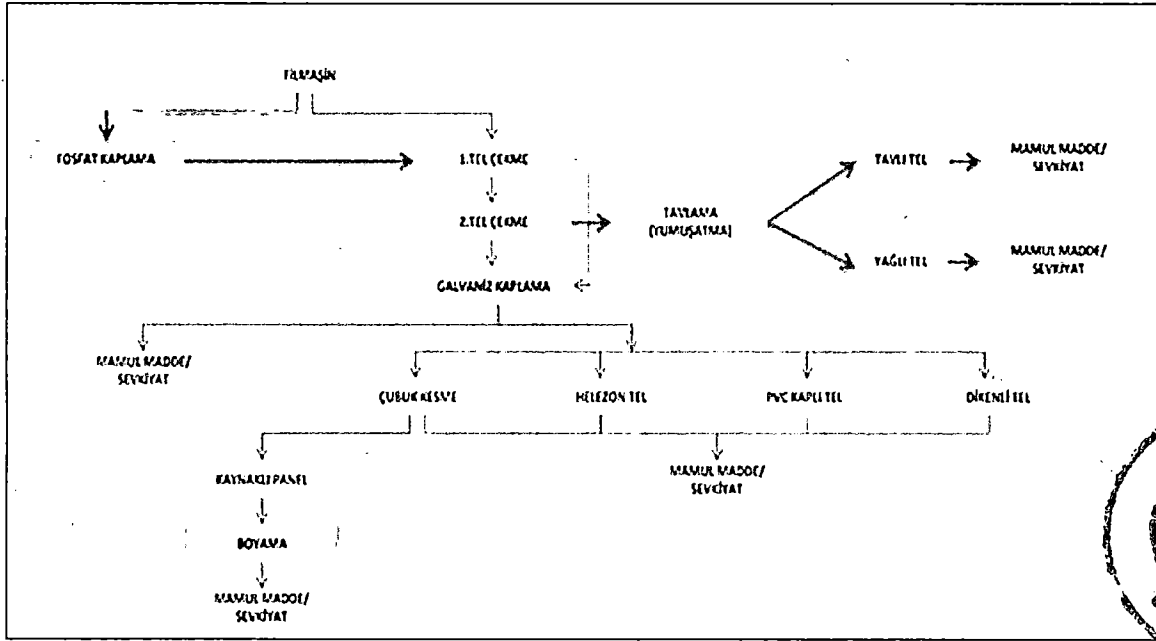 FİLMAŞİN
FOSFAT KAPLAMA
1.TEL ÇEKME
TAVLI TEL
MAMUL MADDE/
SEVKİYAT
2.TEL ÇEKME
TAVLAMA
(YUMUŞATMA)
YAĞLI TEL
MAMUL MADDE/
SEVKİYAT
GALVANİZ KAPLAMA
MAMUL MADDE/
SEVKİYAT
ÇUBUK KESME
HELEZON TEL
PVC KAPLI TEL
DİKENLİ TEL
KAYNAKLI PANEL
MAMUL MADDE/
SEVKİYAT
BOYAMA
MAMUL MADDE/
SEVKİYAT